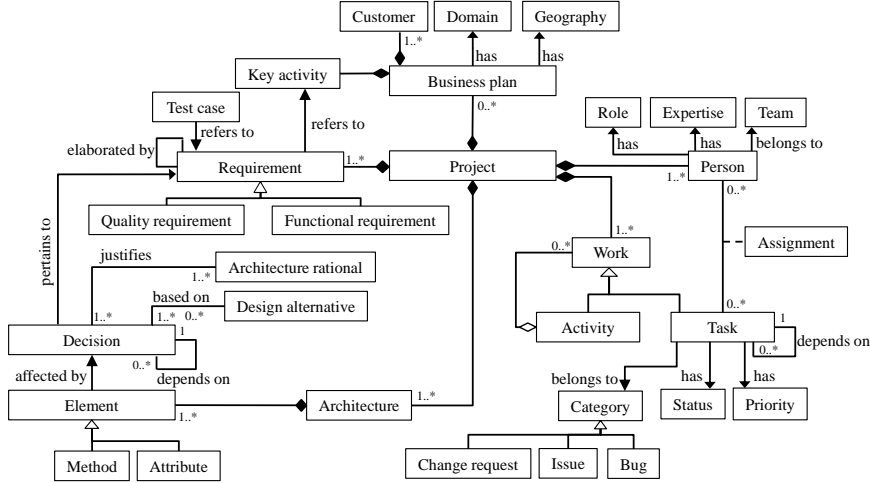 Customer
Domain
Geography
1..*
has
has
Key activity
Business plan
0..*
Test case
refers to
refers to
Role
Expertise
Team
has
has
belongs to
elaborated by
Requirement
1..*
Project
1..*
Person
0..*
Quality requirement
Functional requirement
pertains to
justifies
1..*
Architecture rational
1..*
0..*
Work
Assignment
based on
Design alternative
1..*
1..*
0..*
0..*
Decision
1
Activity
Task
1
0..*
depends on
0..*
depends on
affected by
belongs to
has
has
Element
1..*
Architecture
1..*
Category
Status
Priority
Method
Attribute
Change request
Issue
Bug